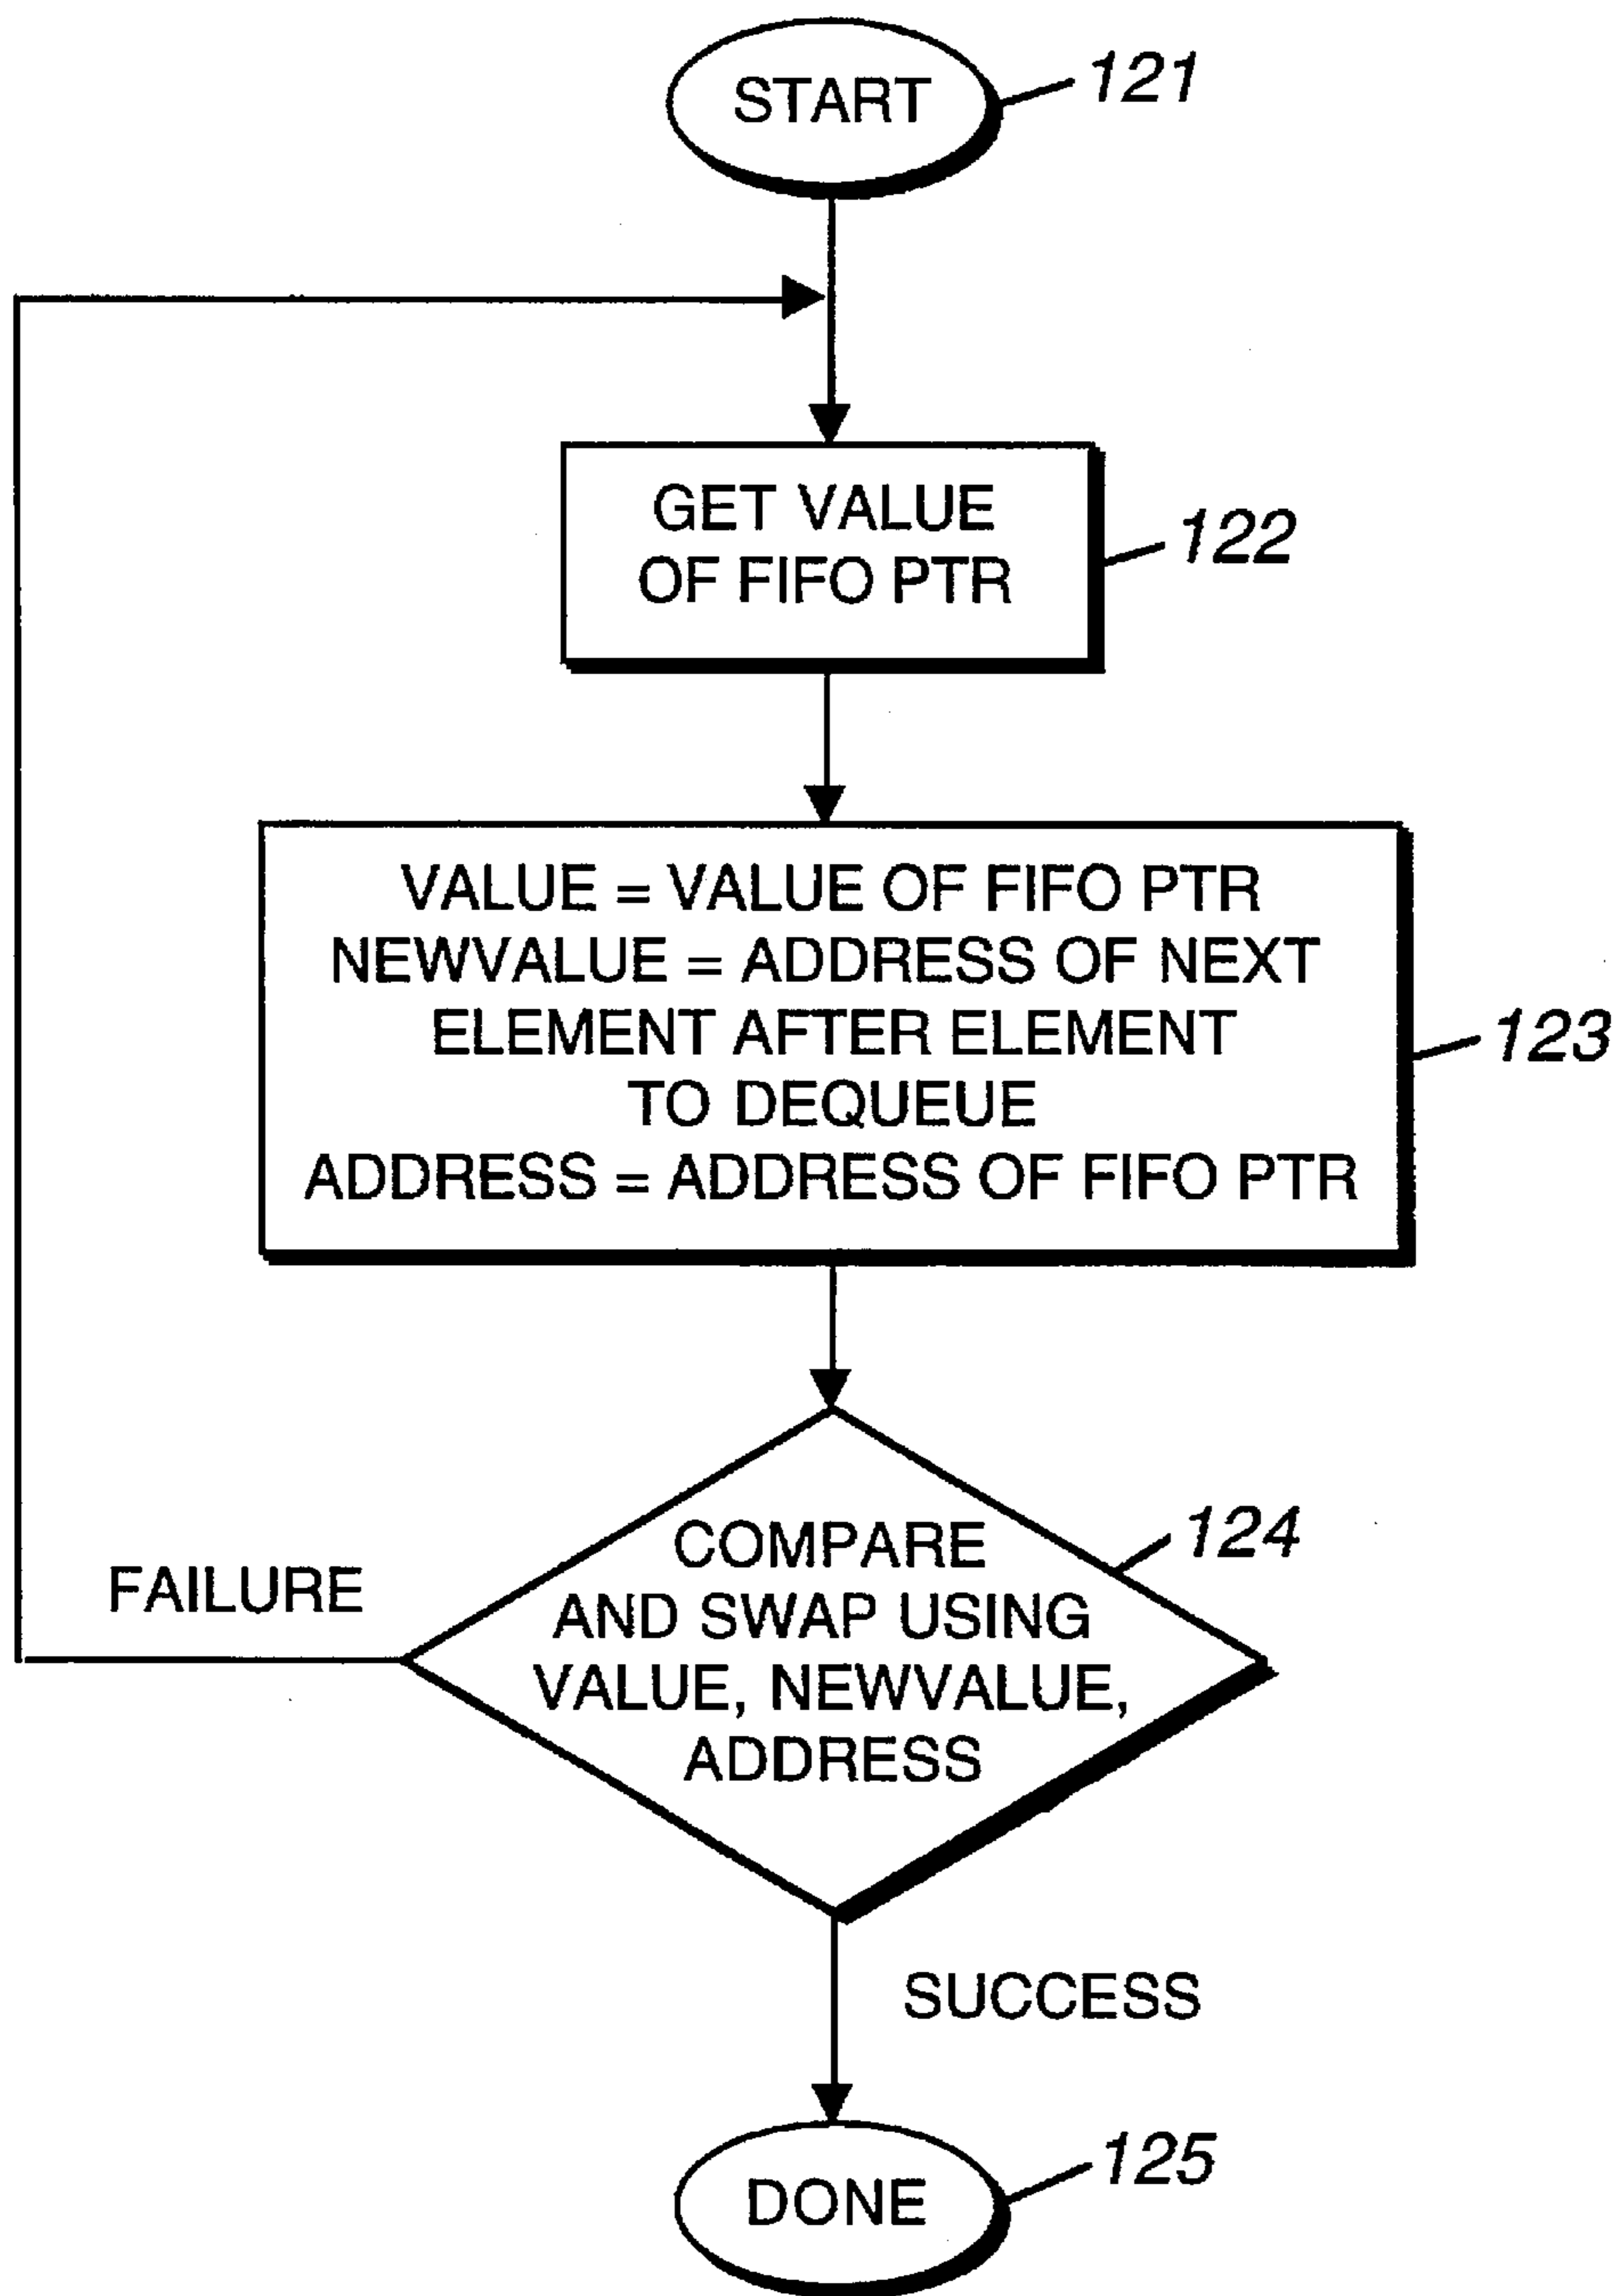 START
121
GET VALUE
OF FIFO PTR
122
VALUE = VALUE OF FIFO PTR
NEWVALUE = ADDRESS OF NEXT
ELEMENT AFTER ELEMENT
TO DEQUEUE
ADDRESS = ADDRESS OF FIFO PTR
123
COMPARE
AND SWAP USING
VALUE, NEWVALUE,
ADDRESS
124
FAILURE
SUCCESS
DONE
125